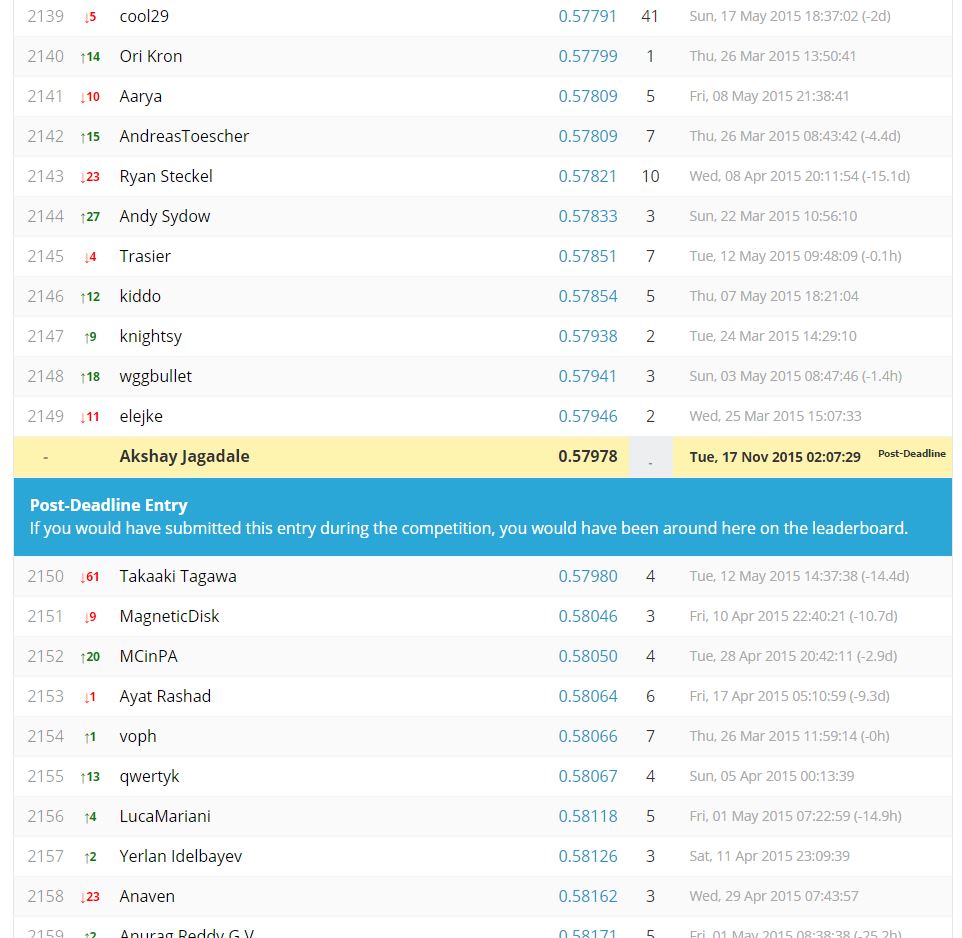 2139 ↓5 cool29 0.57791 41 Sun, 17 May 2015 18:37:02 (-2d)
2140 ↑14 Ori Kron 0.57799 1 Thu, 26 Mar 2015 13:50:41
2141 ↓10 Aarya 0.57809 5 Fri, 08 May 2015 21:38:41
2142 ↑15 AndreasToescher 0.57809 7 Thu, 26 Mar 2015 08:43:42 (-4.4d)
2143 ↓23 Ryan Steckel 0.57821 10 Wed, 08 Apr 2015 20:11:54 (-15.1d)
2144 ↑27 Andy Sydow 0.57833 3 Sun, 22 Mar 2015 10:56:10
2145 ↓4 Trasier 0.57851 7 Tue, 12 May 2015 09:48:09 (-0.1h)
2146 ↑12 kiddo 0.57854 5 Thu, 07 May 2015 18:21:04
2147 ↑9 knightsy 0.57938 2 Tue, 24 Mar 2015 14:29:10
2148 ↑18 wggbullet 0.57941 3 Sun, 03 May 2015 08:47:46 (-1.4h)
2149 ↓11 elejke 0.57946 2 Wed, 25 Mar 2015 15:07:33
- Akshay Jagadale 0.57978 - Tue, 17 Nov 2015 02:07:29 Post-Deadline
Post-Deadline Entry
If you would have submitted this entry during the competition, you would have been around here on the leaderboard.
2150 ↓61 Takaaki Tagawa 0.57980 4 Tue, 12 May 2015 14:37:38 (-14.4d)
2151 ↓9 MagneticDisk 0.58046 3 Fri, 10 Apr 2015 22:40:21 (-10.7d)
2152 ↑20 MCinPA 0.58050 4 Tue, 28 Apr 2015 20:42:11 (-2.9d)
2153 ↓1 Ayat Rashad 0.58064 6 Fri, 17 Apr 2015 05:10:59 (-9.3d)
2154 ↑1 voph 0.58066 7 Thu, 26 Mar 2015 11:59:14 (-0h)
2155 ↑13 qwertyk 0.58067 4 Sun, 05 Apr 2015 00:13:39
2156 ↑4 LucaMariani 0.58118 5 Fri, 01 May 2015 07:22:59 (-14.9h)
2157 ↑2 Yerlan Idelbayev 0.58126 3 Sat, 11 Apr 2015 23:09:39
2158 ↓23 Anaven 0.58162 3 Wed, 29 Apr 2015 07:43:57
2159 ↑2 Anurag Reddy G V 0.58171 5 Fri, 01 May 2015 08:38:38 (-25.2h)